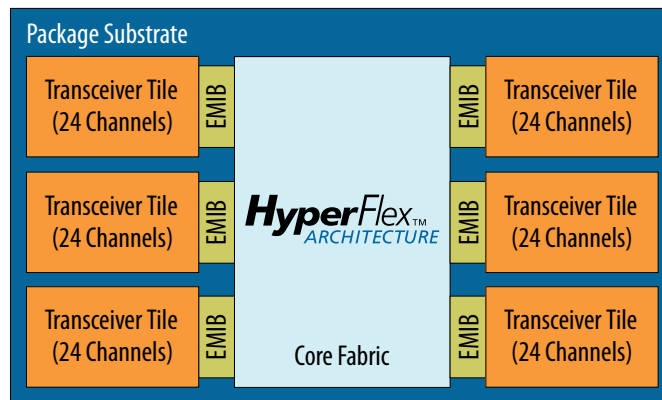 Package Substrate
Transceiver Tile
(24 Channels)
EMIB
EMIB
Transceiver Tile
(24 Channels)
Transceiver Tile
(24 Channels)
EMIB
HyperFlex™
ARCHITECTURE
EMIB
Transceiver Tile
(24 Channels)
Transceiver Tile
(24 Channels)
EMIB
Core Fabric
EMIB
Transceiver Tile
(24 Channels)